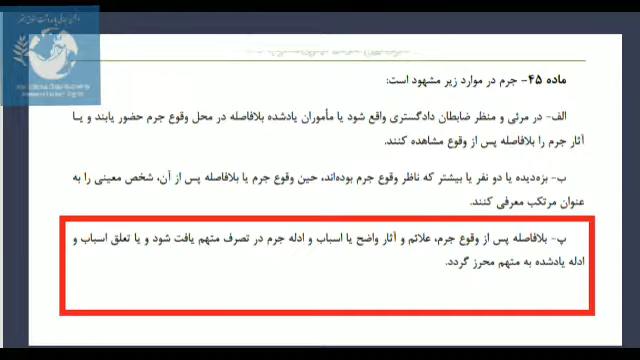 ماده ۴۵- جرم در موارد زیر مشهود است:
الف- در مرئی و منظر ضابطان دادگستری واقع شود یا مأموران یادشده بلافاصله در محل وقوع جرم حضور یابند و یا
آثار جرم را بلافاصله پس از وقوع مشاهده کنند.
ب- بزه‌دیده یا دو نفر یا بیشتر که ناظر وقوع جرم بوده‌اند، حین وقوع جرم یا بلافاصله پس از آن، شخص معینی را به
عنوان مرتکب معرفی کنند.
پ- بلافاصله پس از وقوع جرم، علائم و آثار واضح یا اسباب و ادله جرم در تصرف متهم یافت شود و یا تعلق اسباب و
ادله یادشده به متهم محرز گردد.